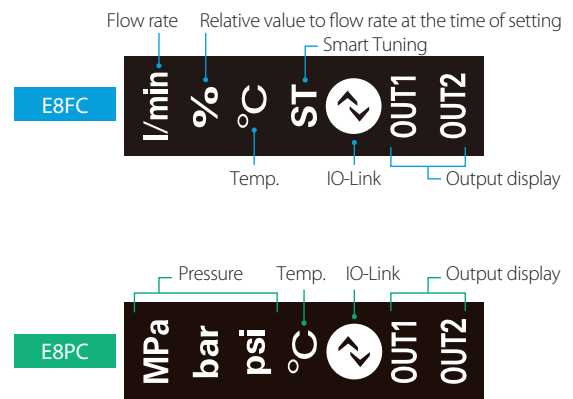 Flow rate
Relative value to flow rate at the time of setting
Smart Tuning
E8FC
l/min
%
°C
ST
OUT1
OUT2
Temp.
IO-Link
Output display
Pressure
Temp.
IO-Link
Output display
E8PC
MPa
bar
psi
°C
OUT1
OUT2